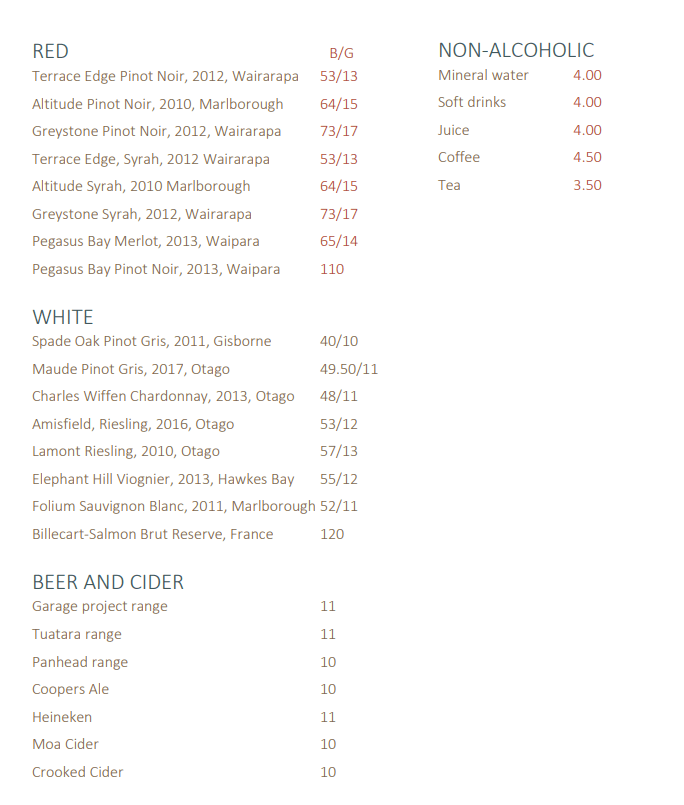 RED B/G
Terrace Edge Pinot Noir, 2012, Wairarapa 53/13
Altitude Pinot Noir, 2010, Marlborough 64/15
Greystone Pinot Noir, 2012, Wairarapa 73/17
Terrace Edge, Syrah, 2012 Wairarapa 53/13
Altitude Syrah, 2010 Marlborough 64/15
Greystone Syrah, 2012, Wairarapa 73/17
Pegasus Bay Merlot, 2013, Waipara 65/14
Pegasus Bay Pinot Noir, 2013, Waipara 110
WHITE
Spade Oak Pinot Gris, 2011, Gisborne 40/10
Maude Pinot Gris, 2017, Otago 49.50/11
Charles Wiffen Chardonnay, 2013, Otago 48/11
Amisfield, Riesling, 2016, Otago 53/12
Lamont Riesling, 2010, Otago 57/13
Elephant Hill Viognier, 2013, Hawkes Bay 55/12
Folium Sauvignon Blanc, 2011, Marlborough 52/11
Billecart-Salmon Brut Reserve, France 120
BEER AND CIDER
Garage project range 11
Tuatara range 11
Panhead range 10
Coopers Ale 10
Heineken 11
Moa Cider 10
Crooked Cider 10
NON-ALCOHOLIC
Mineral water 4.00
Soft drinks 4.00
Juice 4.00
Coffee 4.50
Tea 3.50